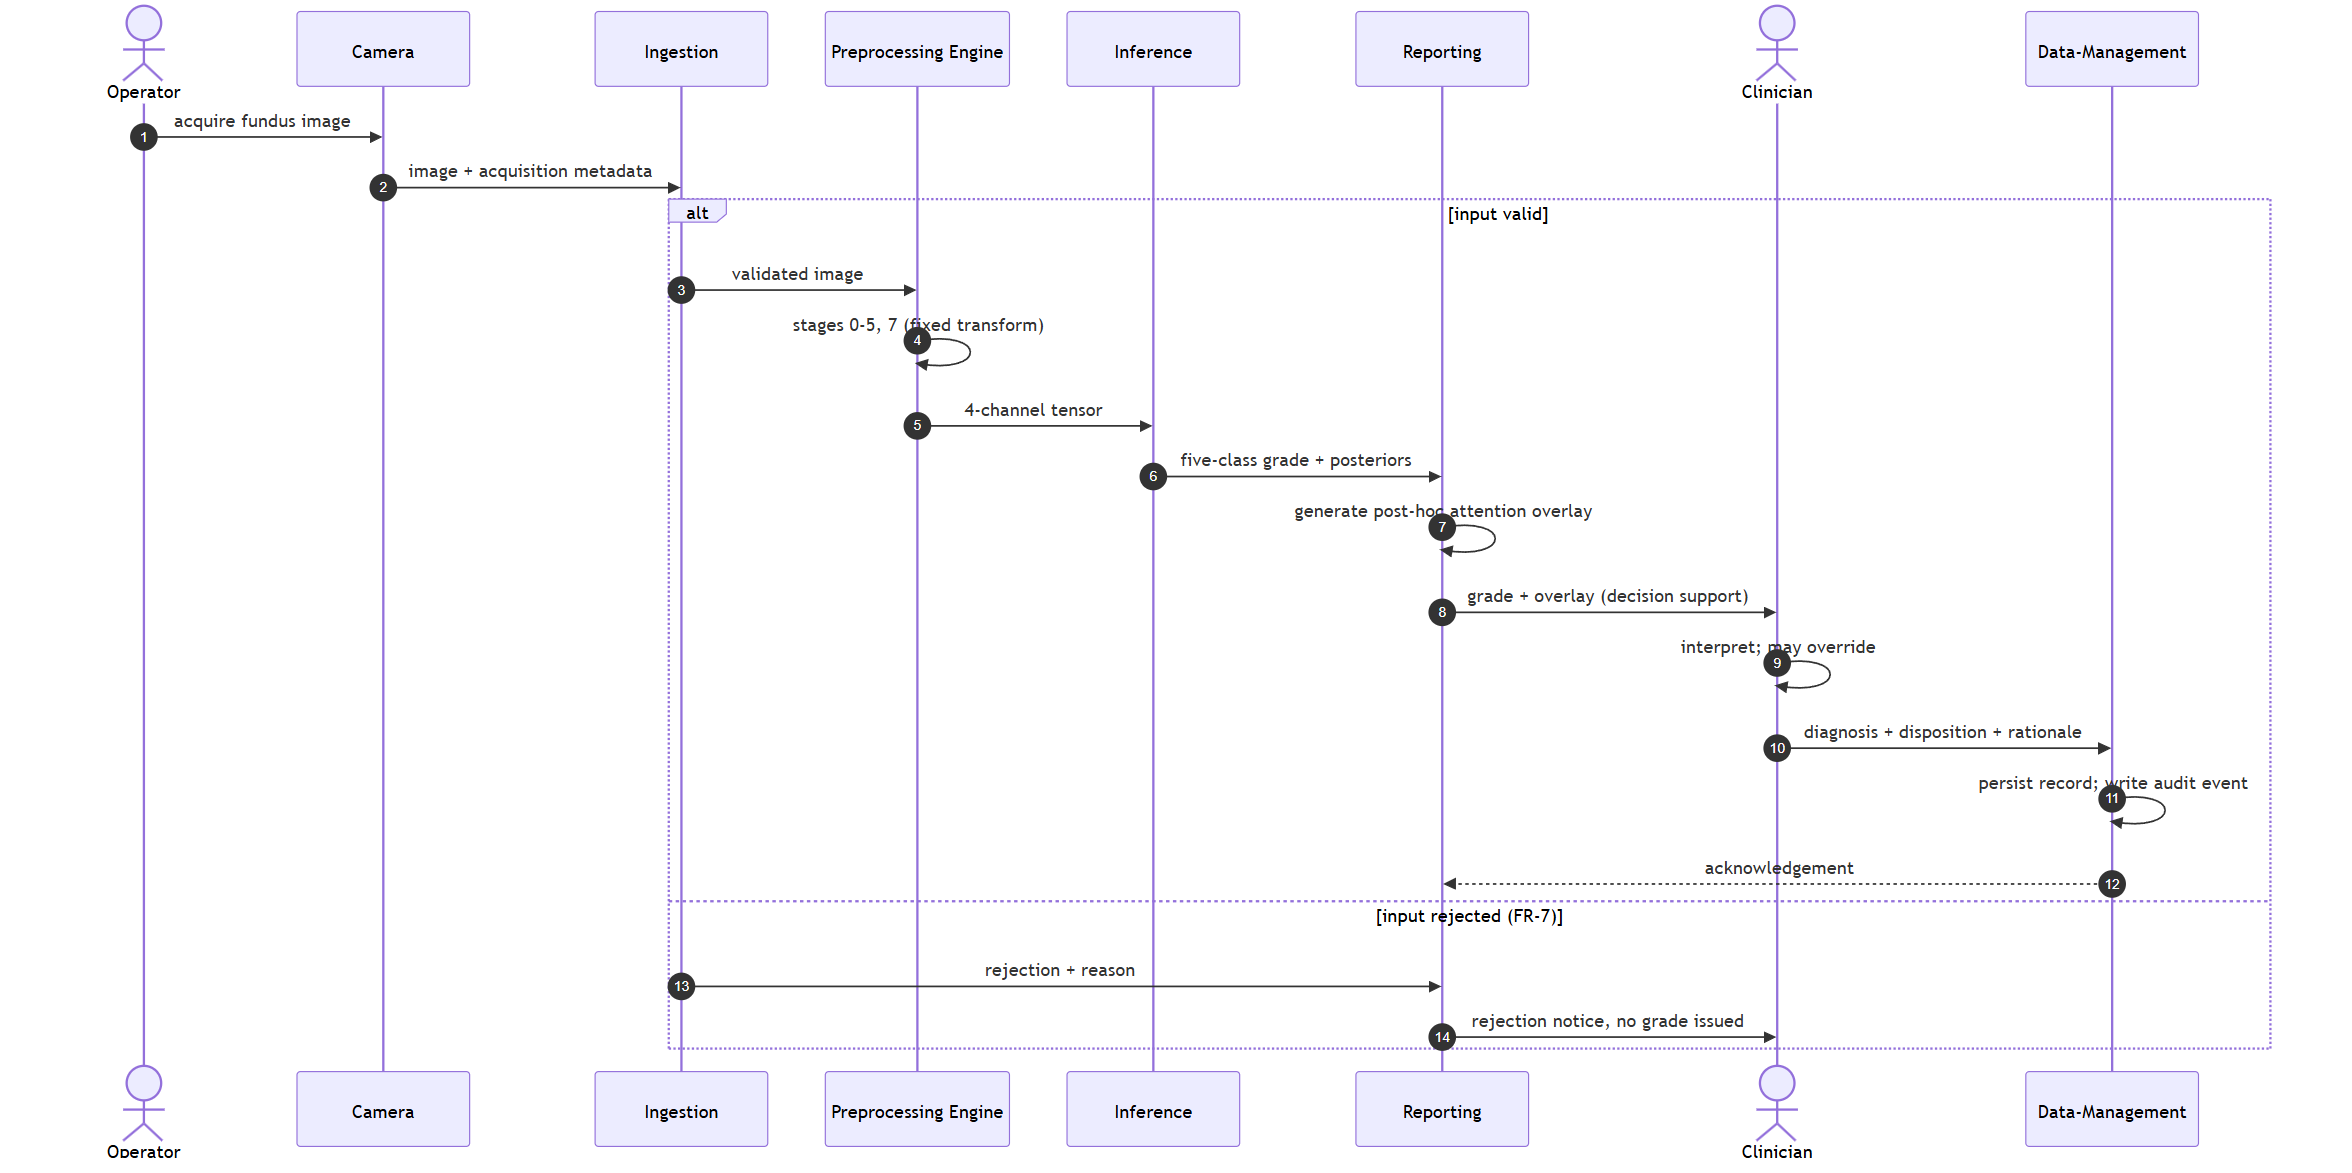 Operator
Camera
Ingestion
Preprocessing Engine
Inference
Reporting
Clinician
Data-Management
acquire fundus image
1
image + acquisition metadata
2
alt
[input valid]
validated image
3
stages 0-5, 7 (fixed transform)
4
4-channel tensor
5
five-class grade + posteriors
6
generate post-hoc attention overlay
7
grade + overlay (decision support)
8
interpret; may override
9
diagnosis + disposition + rationale
10
persist record; write audit event
11
acknowledgement
12
[input rejected (FR-7)]
rejection + reason
13
rejection notice, no grade issued
14
Operator
Camera
Ingestion
Preprocessing Engine
Inference
Reporting
Clinician
Data-Management